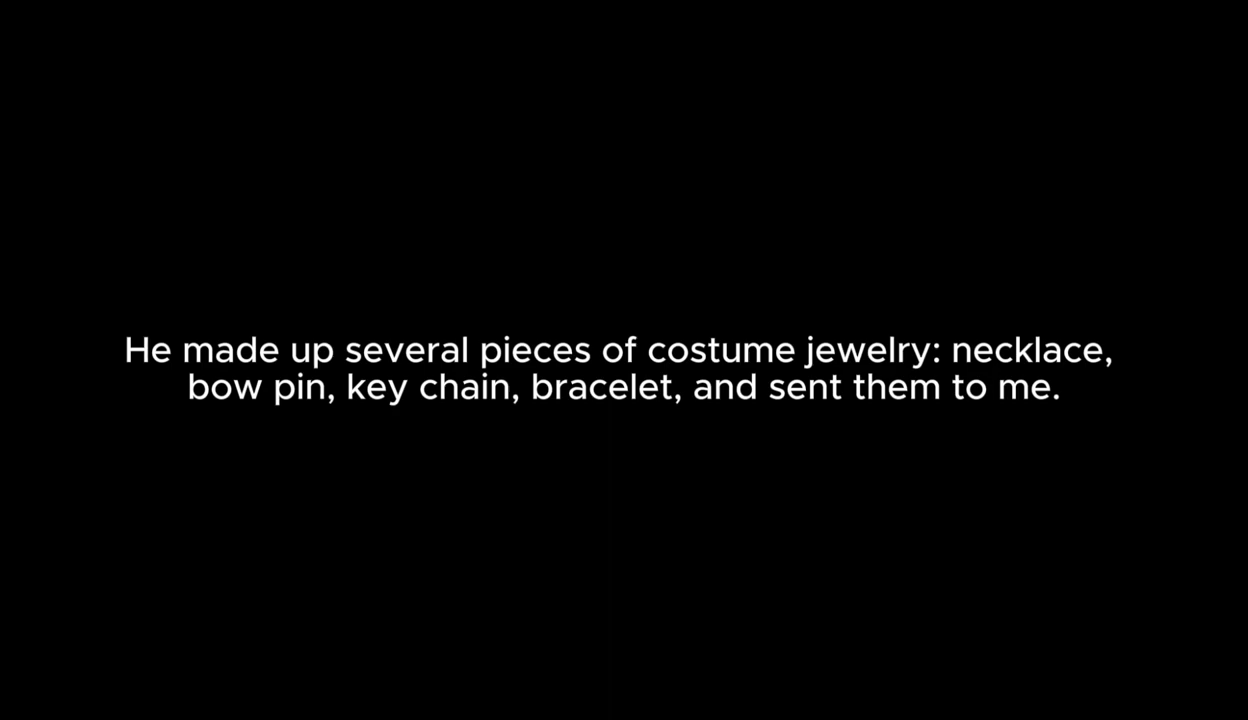 He made up several pieces of costume jewelry: necklace,
bow pin, key chain, bracelet, and sent them to me.